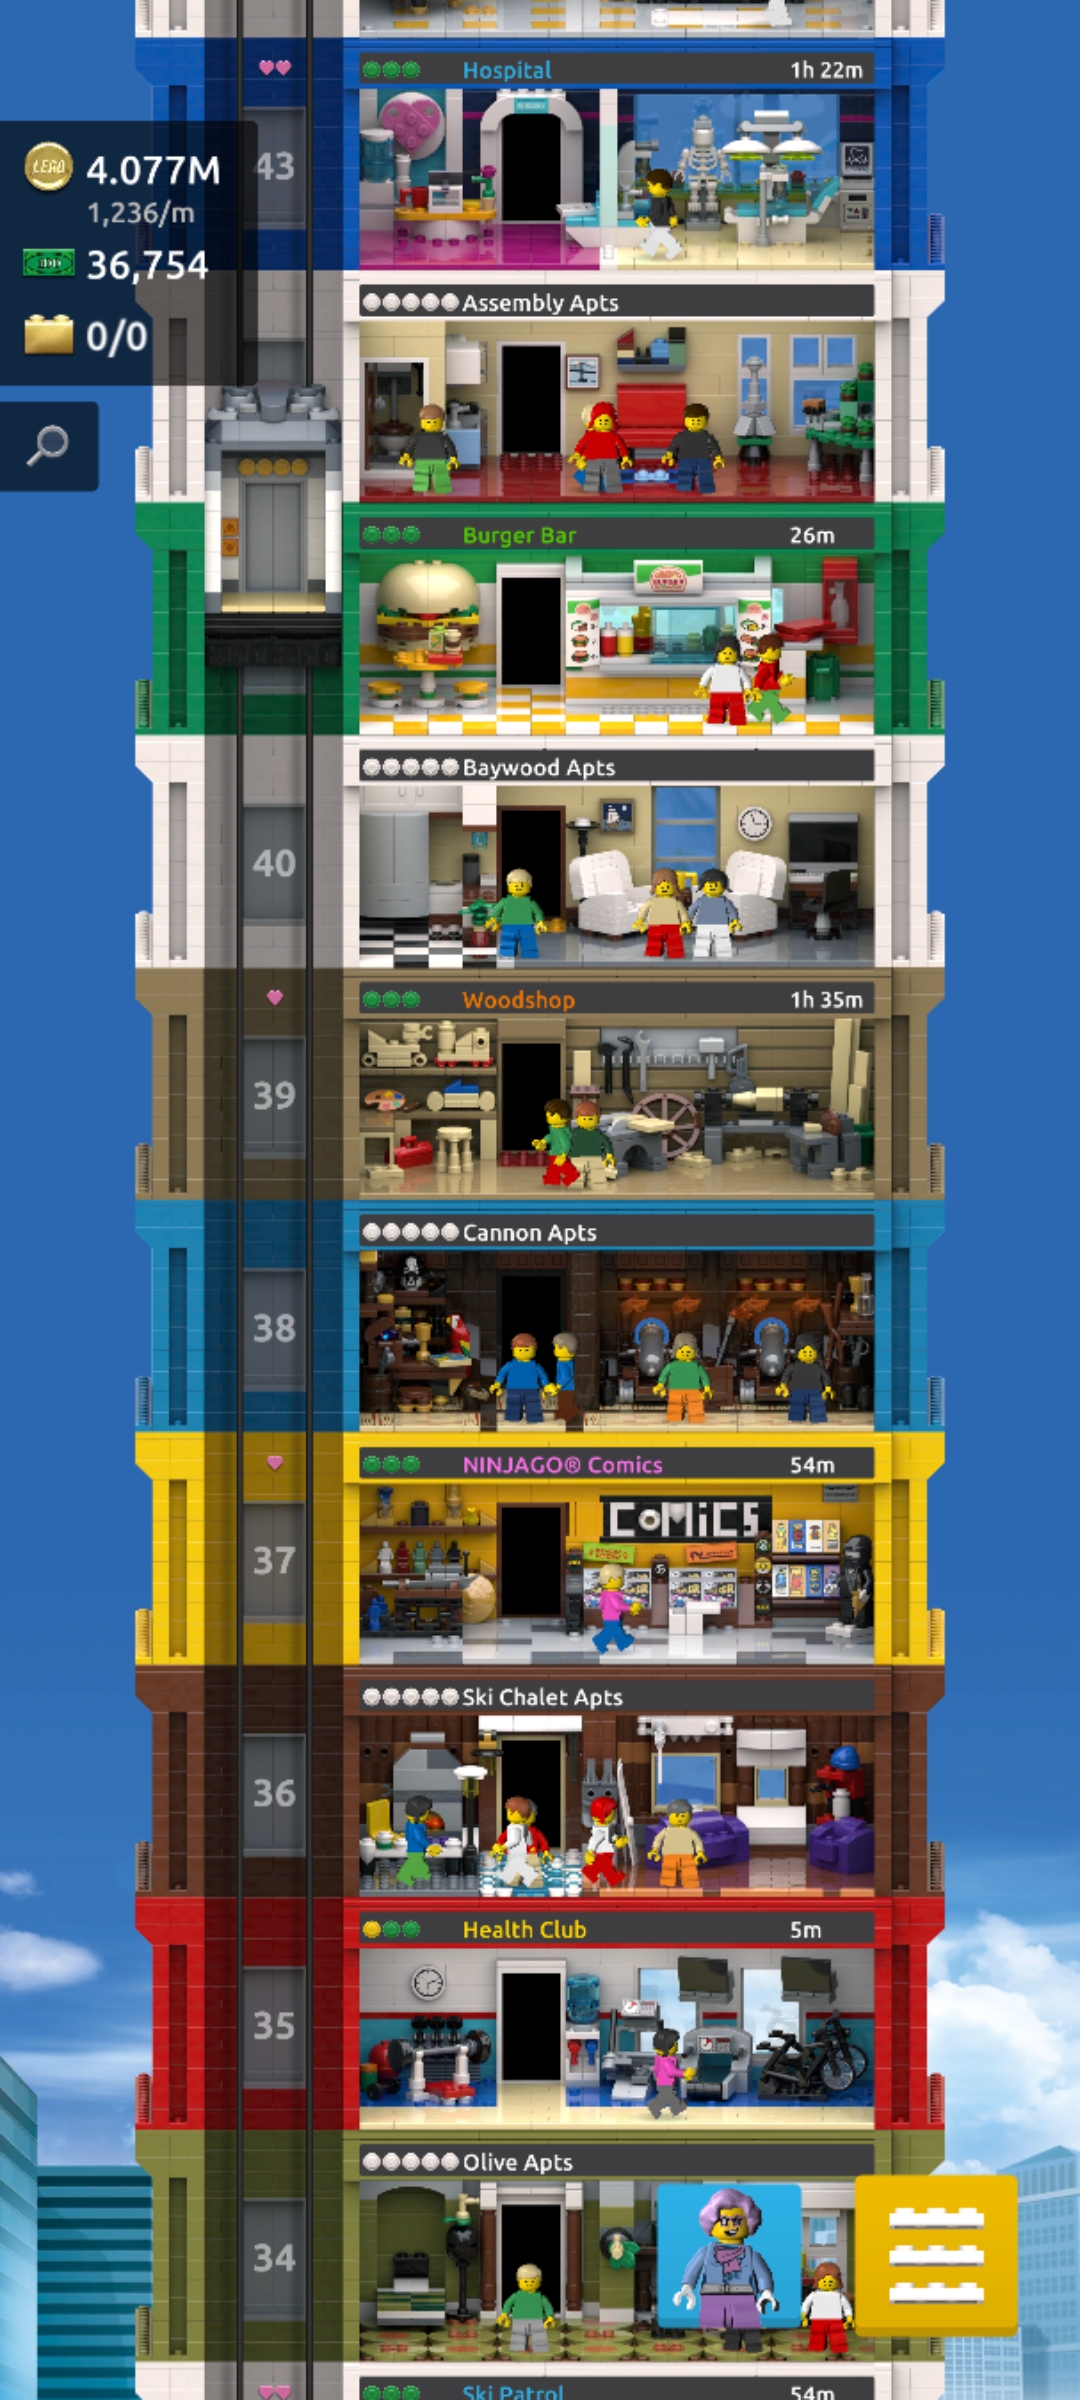 Hospital 1h 22m
43
LEGO 4.077M
1,236/m
36,754
0/0
Assembly Apts
Burger Bar 26m
BURGER
Baywood Apts
40
Woodshop 1h 35m
39
Cannon Apts
38
NINJAGO® Comics 54m
COMiCS
37
Ski Chalet Apts
36
Health Club 5m
35
Olive Apts
34
Ski Patrol 54m